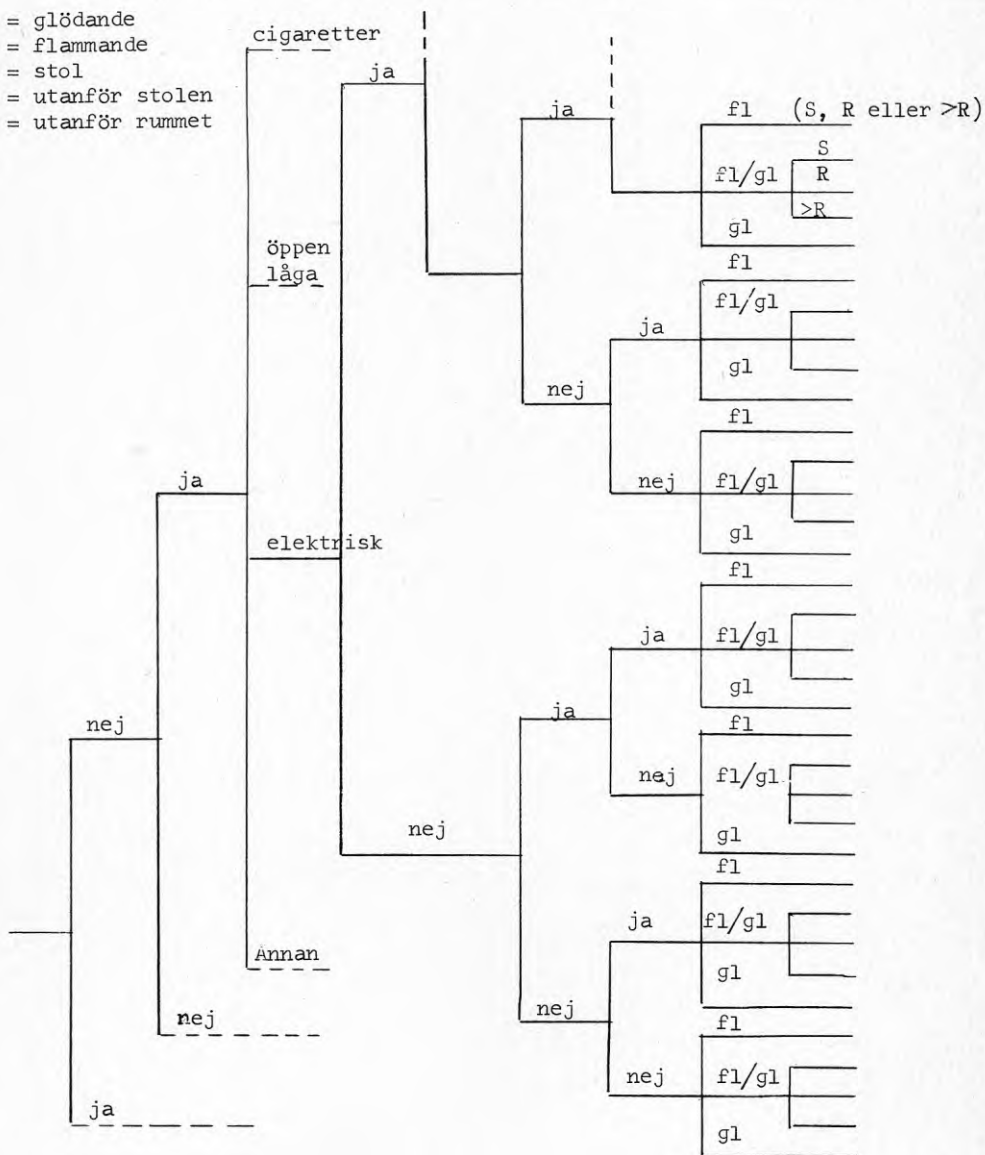 = glödande
= flammande
= stol
= utanför stolen
= utanför rummet
cigaretter
ja
ja
fl (S, R eller >R)
S
fl/gl R
>R
gl
öppen
låga
fl
fl/gl
ja
gl
nej
fl
ja
nej fl/gl
gl
elektrisk
fl
ja fl/gl
gl
ja
nej
fl
nej fl/gl
nej
gl
fl
ja fl/gl
Annan
gl
nej
nej
fl
nej fl/gl
ja
gl